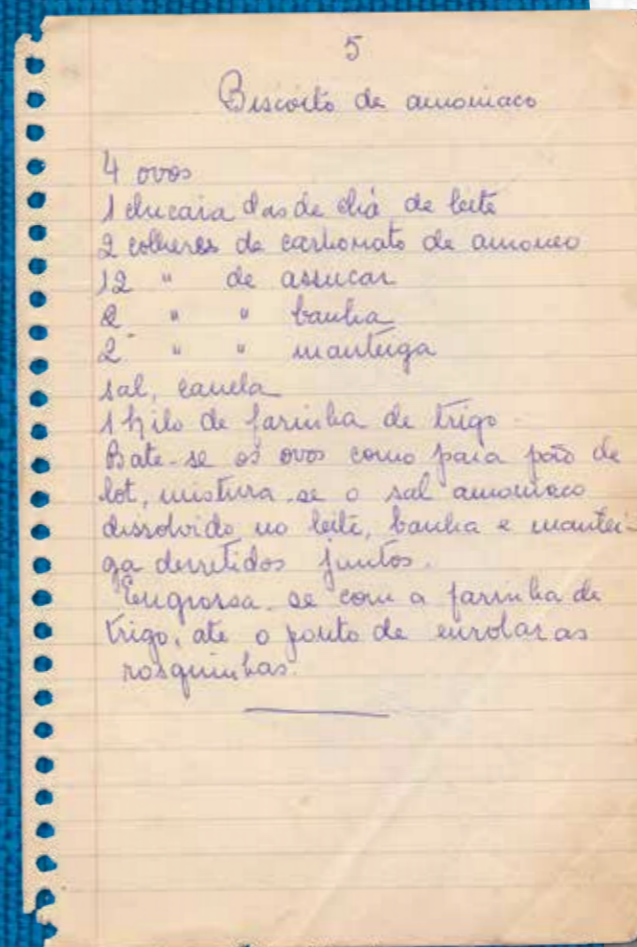 5
Biscoito de amoniaco
4 ovos
1 chicara das de chá de leite
2 colheres de carbonato de amoneo
12 " de assucar
2 " " banha
2 " " manteiga
sal, canela
1 kilo de farinha de trigo.
Bate-se os ovos como para pão de
lot, mistura-se o sal amoniaco
dissolvido no leite, banha e mantei-
ga derretidos juntos.
Engrossa-se com a farinha de
trigo, ate o ponto de enrolar as
rosquinhas.